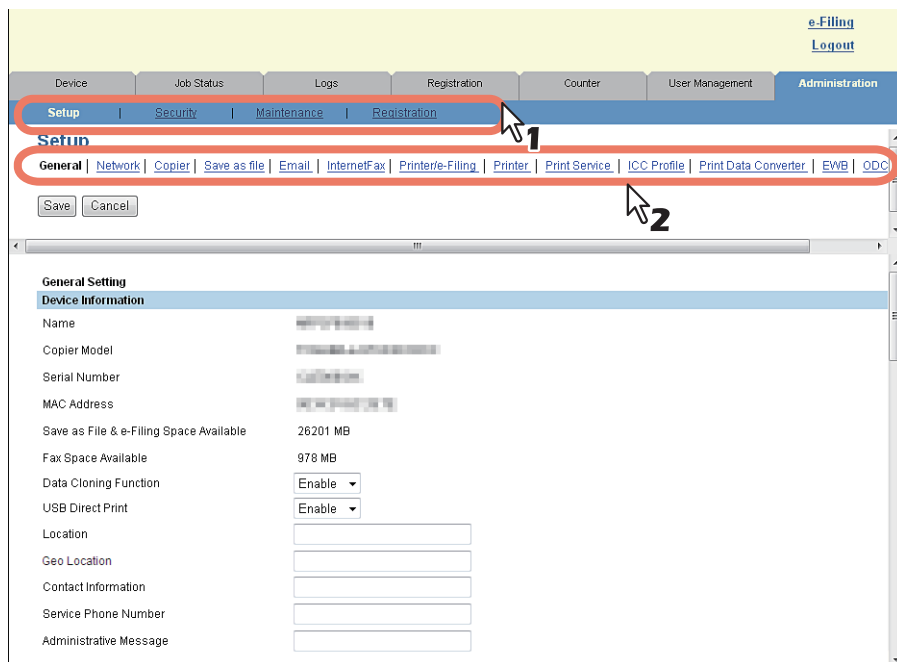 e-Filing
Logout
Device Job Status Logs Registration Counter User Management Administration
Setup | Security | Maintenance | Registration
1
Setup
General | Network | Copier | Save as file | Email | InternetFax | Printer/e-Filing | Printer | Print Service | ICC Profile | Print Data Converter | EWB | ODC
2
Save Cancel
General Setting
Device Information
Name
Copier Model
Serial Number
MAC Address
Save as File & e-Filing Space Available 26201 MB
Fax Space Available 978 MB
Data Cloning Function Enable
USB Direct Print Enable
Location
Geo Location
Contact Information
Service Phone Number
Administrative Message